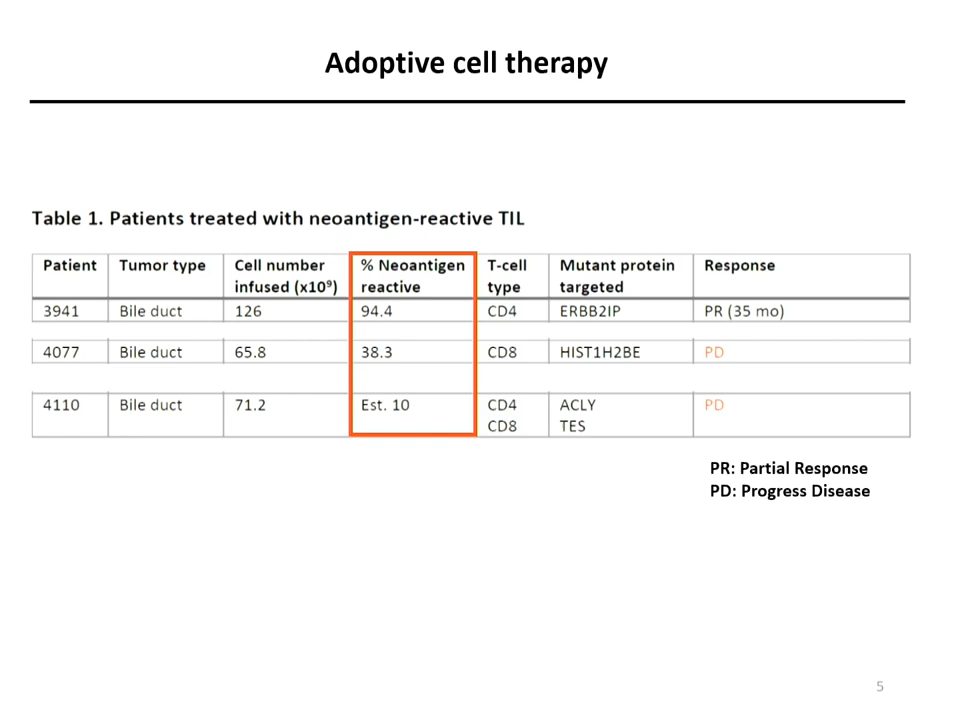 Adoptive cell therapy
Table 1. Patients treated with neoantigen-reactive TIL
Patient Tumor type Cell number infused (x10⁹) % Neoantigen reactive T-cell type Mutant protein targeted Response
3941 Bile duct 126 94.4 CD4 ERBB2IP PR (35 mo)
4077 Bile duct 65.8 38.3 CD8 HIST1H2BE PD
4110 Bile duct 71.2 Est. 10 CD4 ACLY PD
CD8 TES
PR: Partial Response
PD: Progress Disease
5